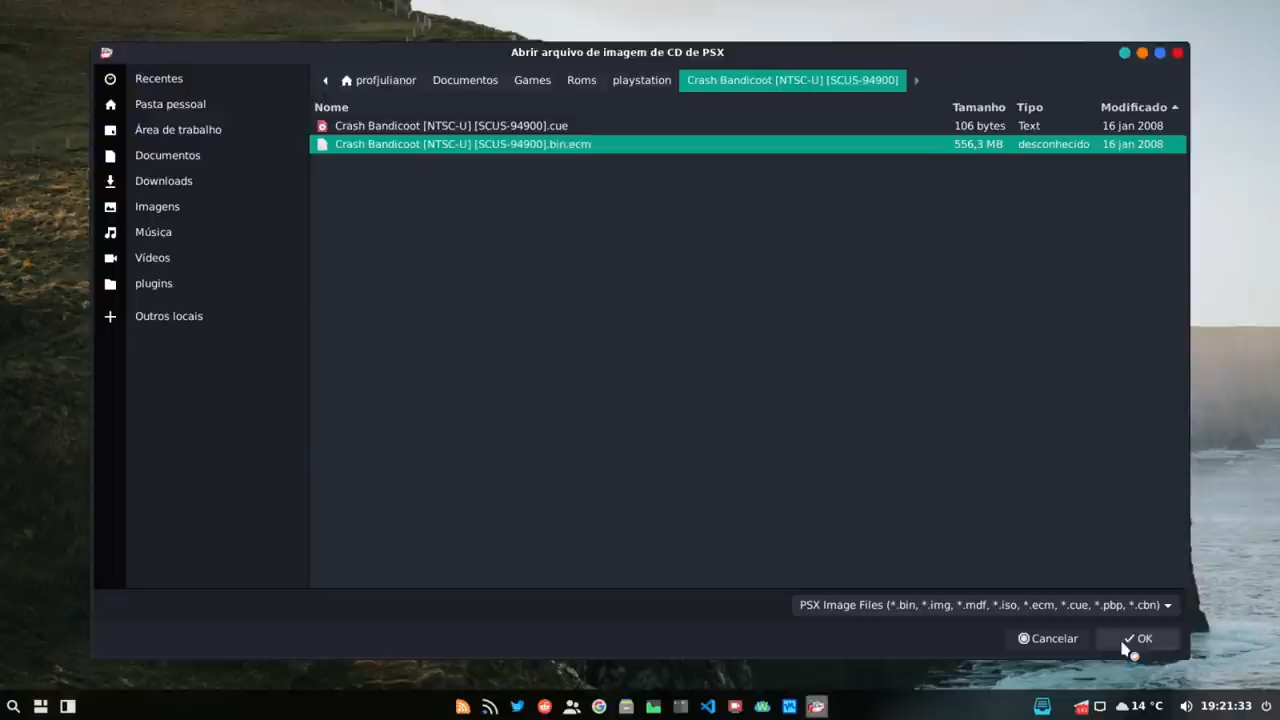 Abrir arquivo de imagem de CD de PSX
Recentes
Pasta pessoal
Área de trabalho
Documentos
Downloads
Imagens
Música
Vídeos
plugins
Outros locais
profjulianor Documentos Games Roms playstation Crash Bandicoot [NTSC-U] [SCUS-94900]
Nome Tamanho Tipo Modificado
Crash Bandicoot [NTSC-U] [SCUS-94900].cue 106 bytes Text 16 jan 2008
Crash Bandicoot [NTSC-U] [SCUS-94900].bin.ecm 556,3 MB desconhecido 16 jan 2008
PSX Image Files (*.bin, *.img, *.mdf, *.iso, *.ecm, *.cue, *.pbp, *.cbn)
Cancelar OK
14 °C 19:21:33